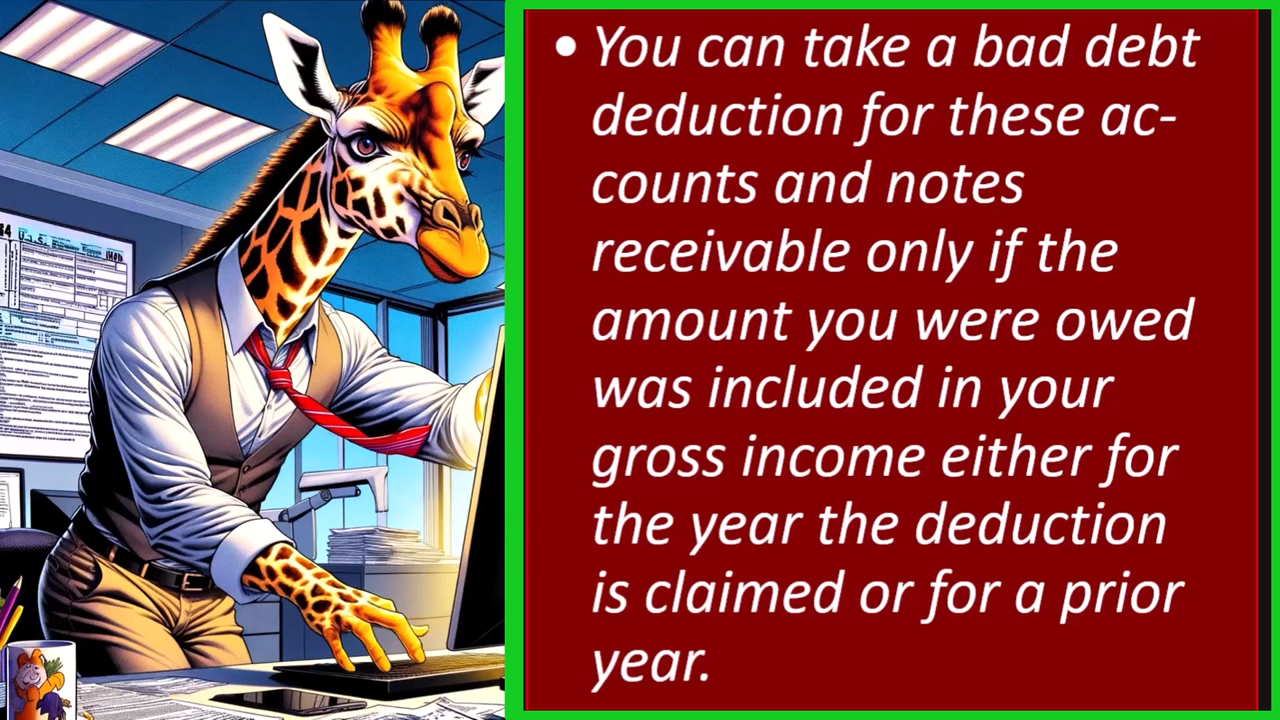 • You can take a bad debt
deduction for these ac-
counts and notes
receivable only if the
amount you were owed
was included in your
gross income either for
the year the deduction
is claimed or for a prior
year.